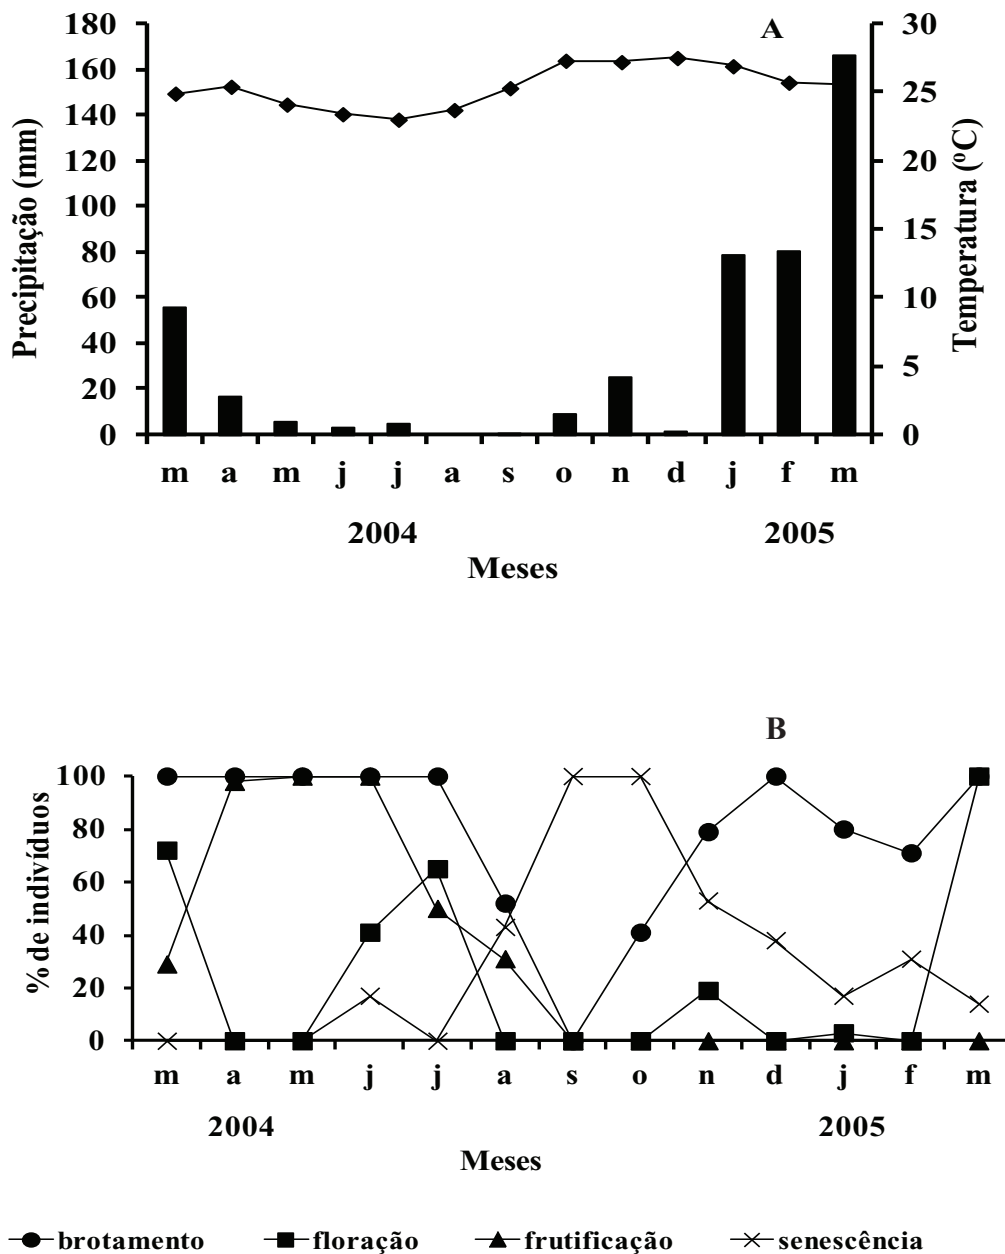 A
180
160
140
120
100
80
60
40
20
0
Precipitação (mm)
30
25
20
15
10
5
0
Temperatura (ºC)
m a m j j a s o n d j f m
2004 2005
Meses
B
100
80
60
40
20
0
% de indivíduos
m a m j j a s o n d j f m
2004 2005
Meses
brotamento floração frutificação senescência